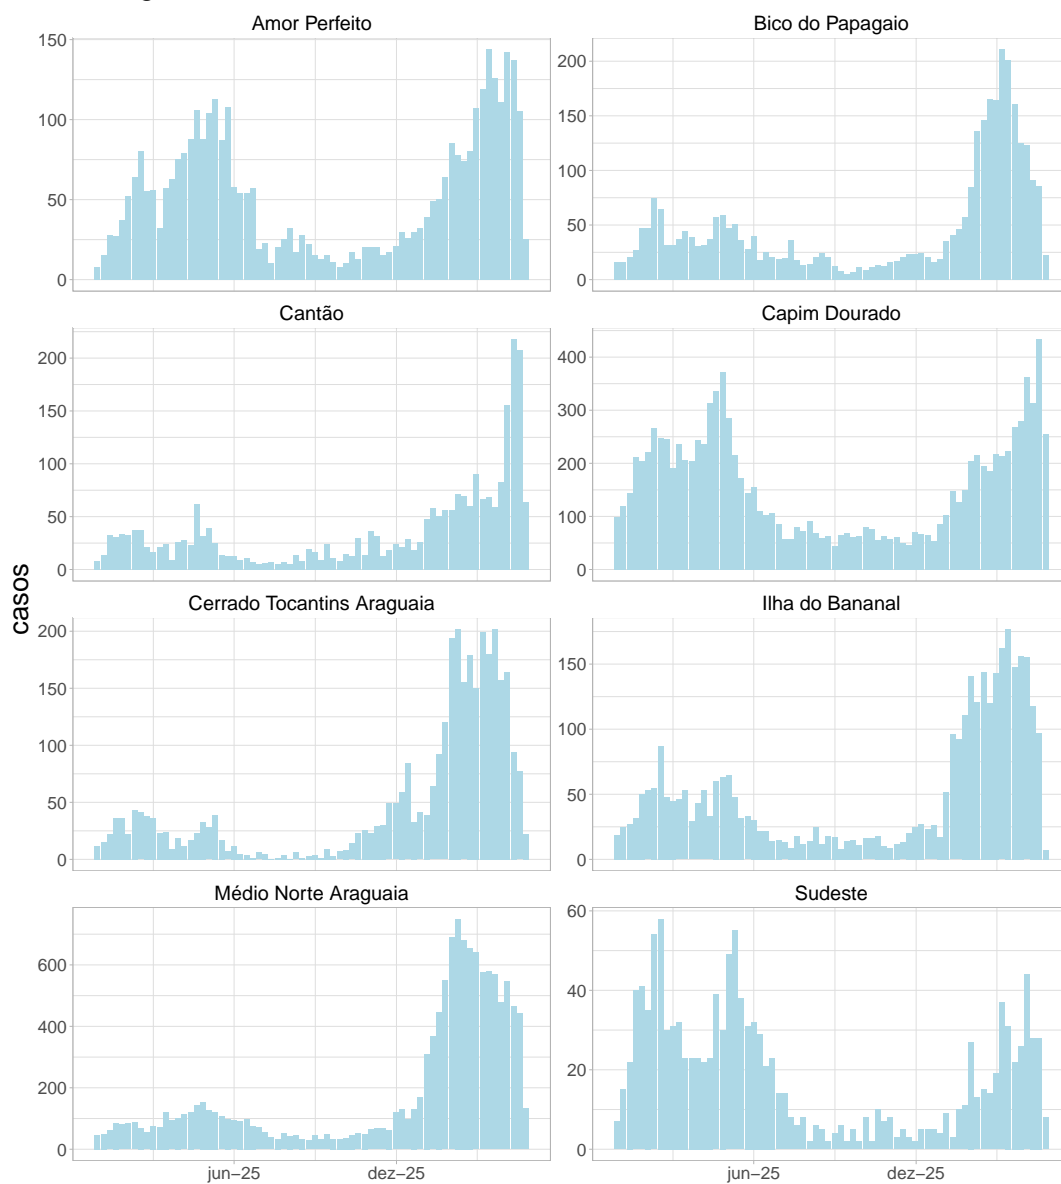 Amor Perfeito
Bico do Papagaio
150
100
50
0
200
150
100
50
0
Cantão
Capim Dourado
200
150
100
50
0
400
300
200
100
0
casos
Cerrado Tocantins Araguaia
Ilha do Bananal
200
150
100
50
0
150
100
50
0
Médio Norte Araguaia
Sudeste
600
400
200
0
60
40
20
0
jun–25
dez–25
jun–25
dez–25